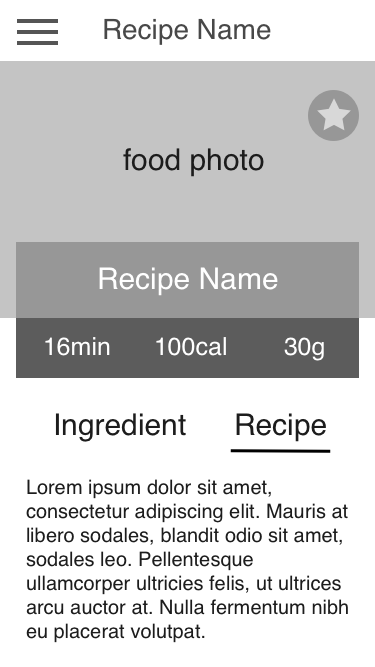 Recipe Name
food photo
Recipe Name
16min 100cal 30g
Ingredient Recipe
Lorem ipsum dolor sit amet,
consectetur adipiscing elit. Mauris at
libero sodales, blandit odio sit amet,
sodales leo. Pellentesque
ullamcorper ultricies felis, ut ultrices
arcu auctor at. Nulla fermentum nibh
eu placerat volutpat.